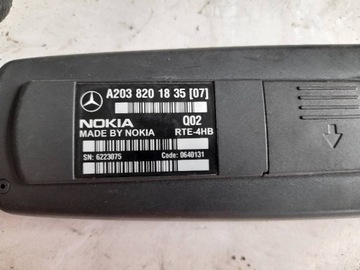 A203 820 18 35 [07]
NOKIA Q02
MADE BY NOKIA RTE-4HB
SN: 6223075 Code: 0640131